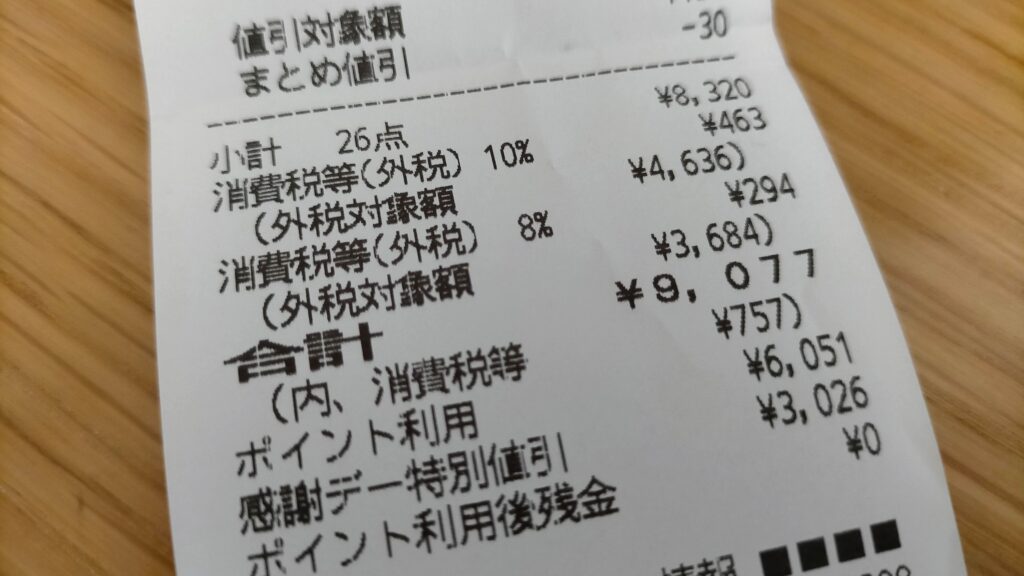 値引対象額
まとめ値引 -30
小計 26点 ¥8,320
消費税等(外税) 10% ¥463
(外税対象額 ¥4,636)
消費税等(外税) 8% ¥294
(外税対象額 ¥3,684)
合計 ¥9,077
(内、消費税等 ¥757)
ポイント利用 ¥6,051
感謝デー特別値引 ¥3,026
ポイント利用後残金 ¥0
情報 ■■■■